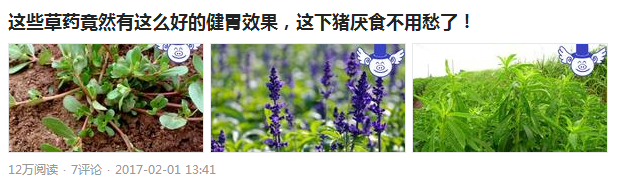 这些草药竟然有这么好的健胃效果，这下猪厌食不用愁了！
12万阅读 · 7评论 · 2017-02-01 13:41